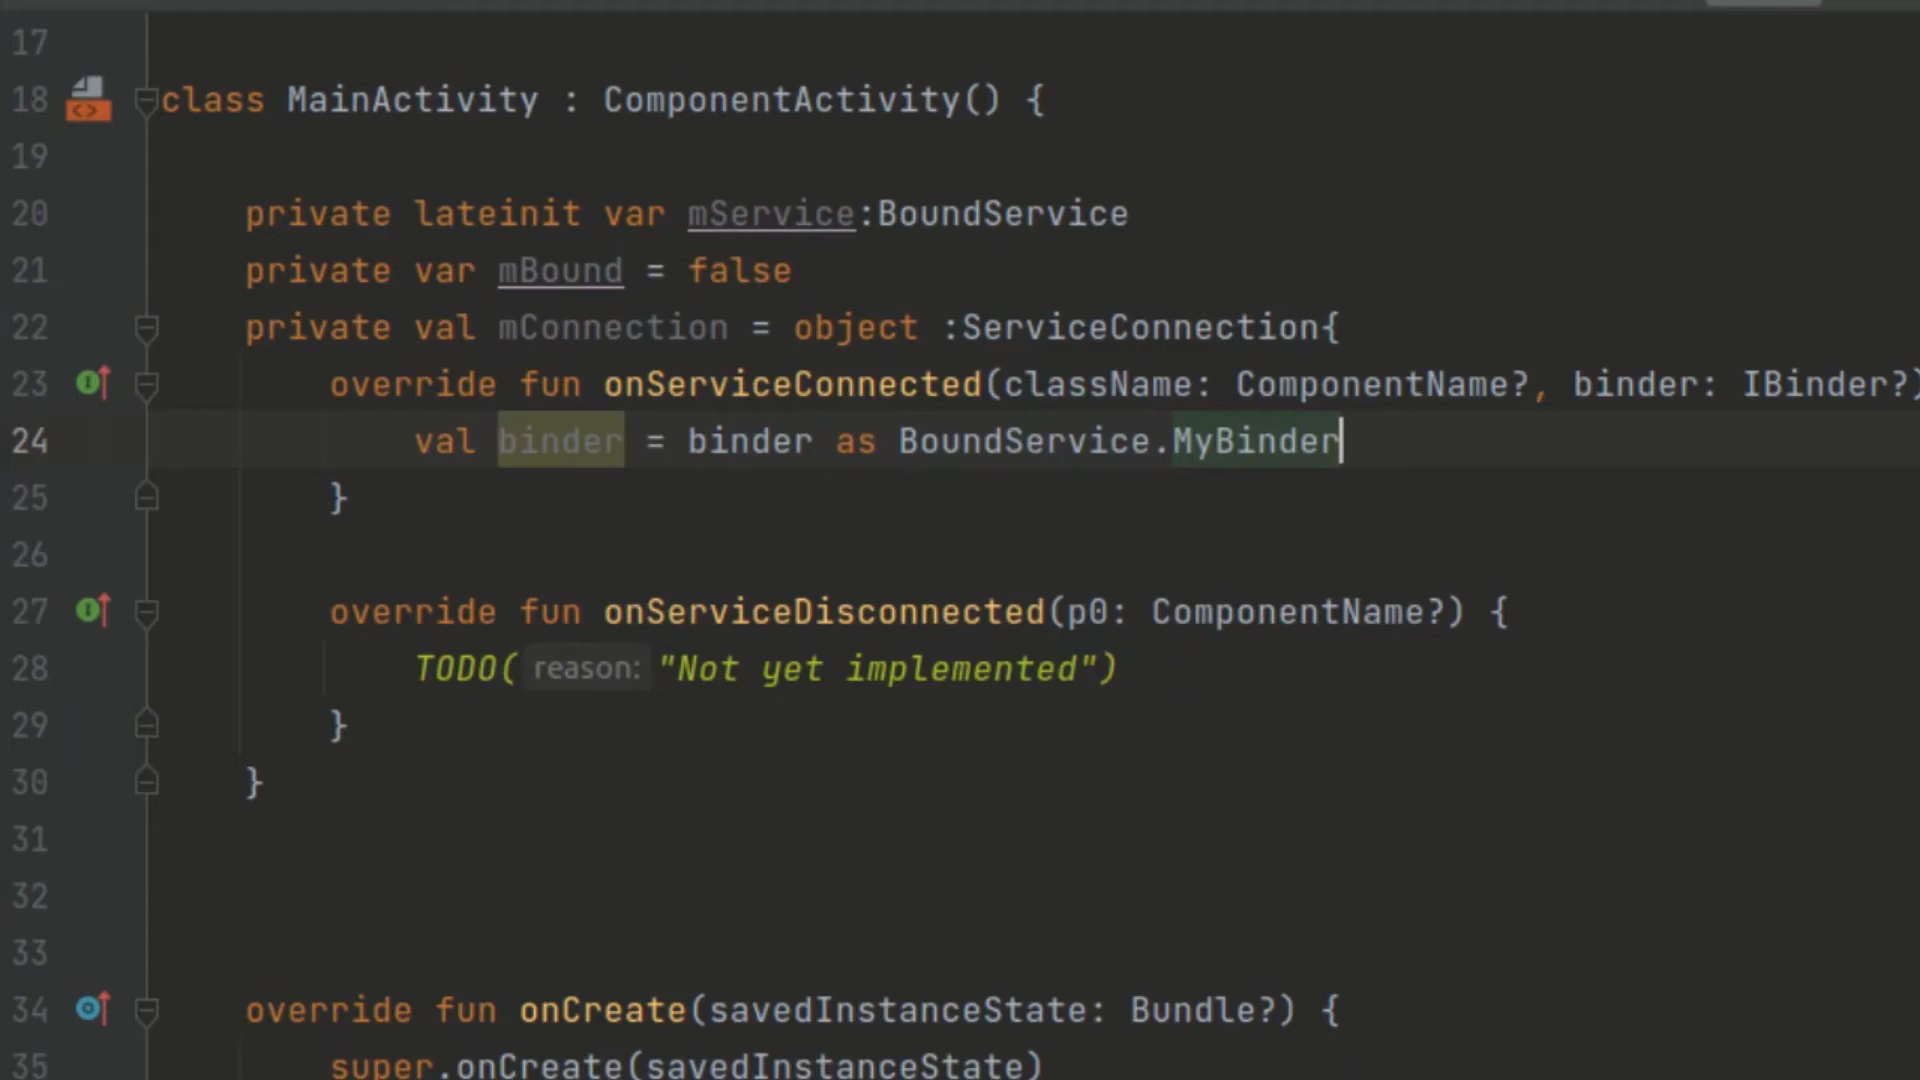 17
18 <> class MainActivity : ComponentActivity() {
19
20 private lateinit var mService:BoundService
21 private var mBound = false
22 private val mConnection = object :ServiceConnection{
23 override fun onServiceConnected(className: ComponentName?, binder: IBinder?)
24 val binder = binder as BoundService.MyBinder
25 }
26
27 override fun onServiceDisconnected(p0: ComponentName?) {
28 TODO( reason: "Not yet implemented")
29 }
30 }
31
32
33
34 override fun onCreate(savedInstanceState: Bundle?) {
35 super.onCreate(savedInstanceState)